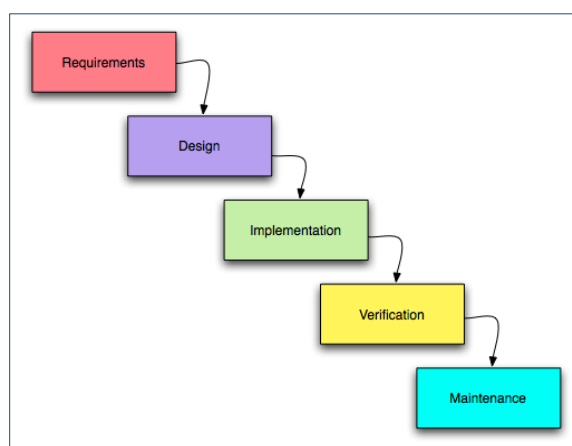 Requirements
Design
Implementation
Verification
Maintenance